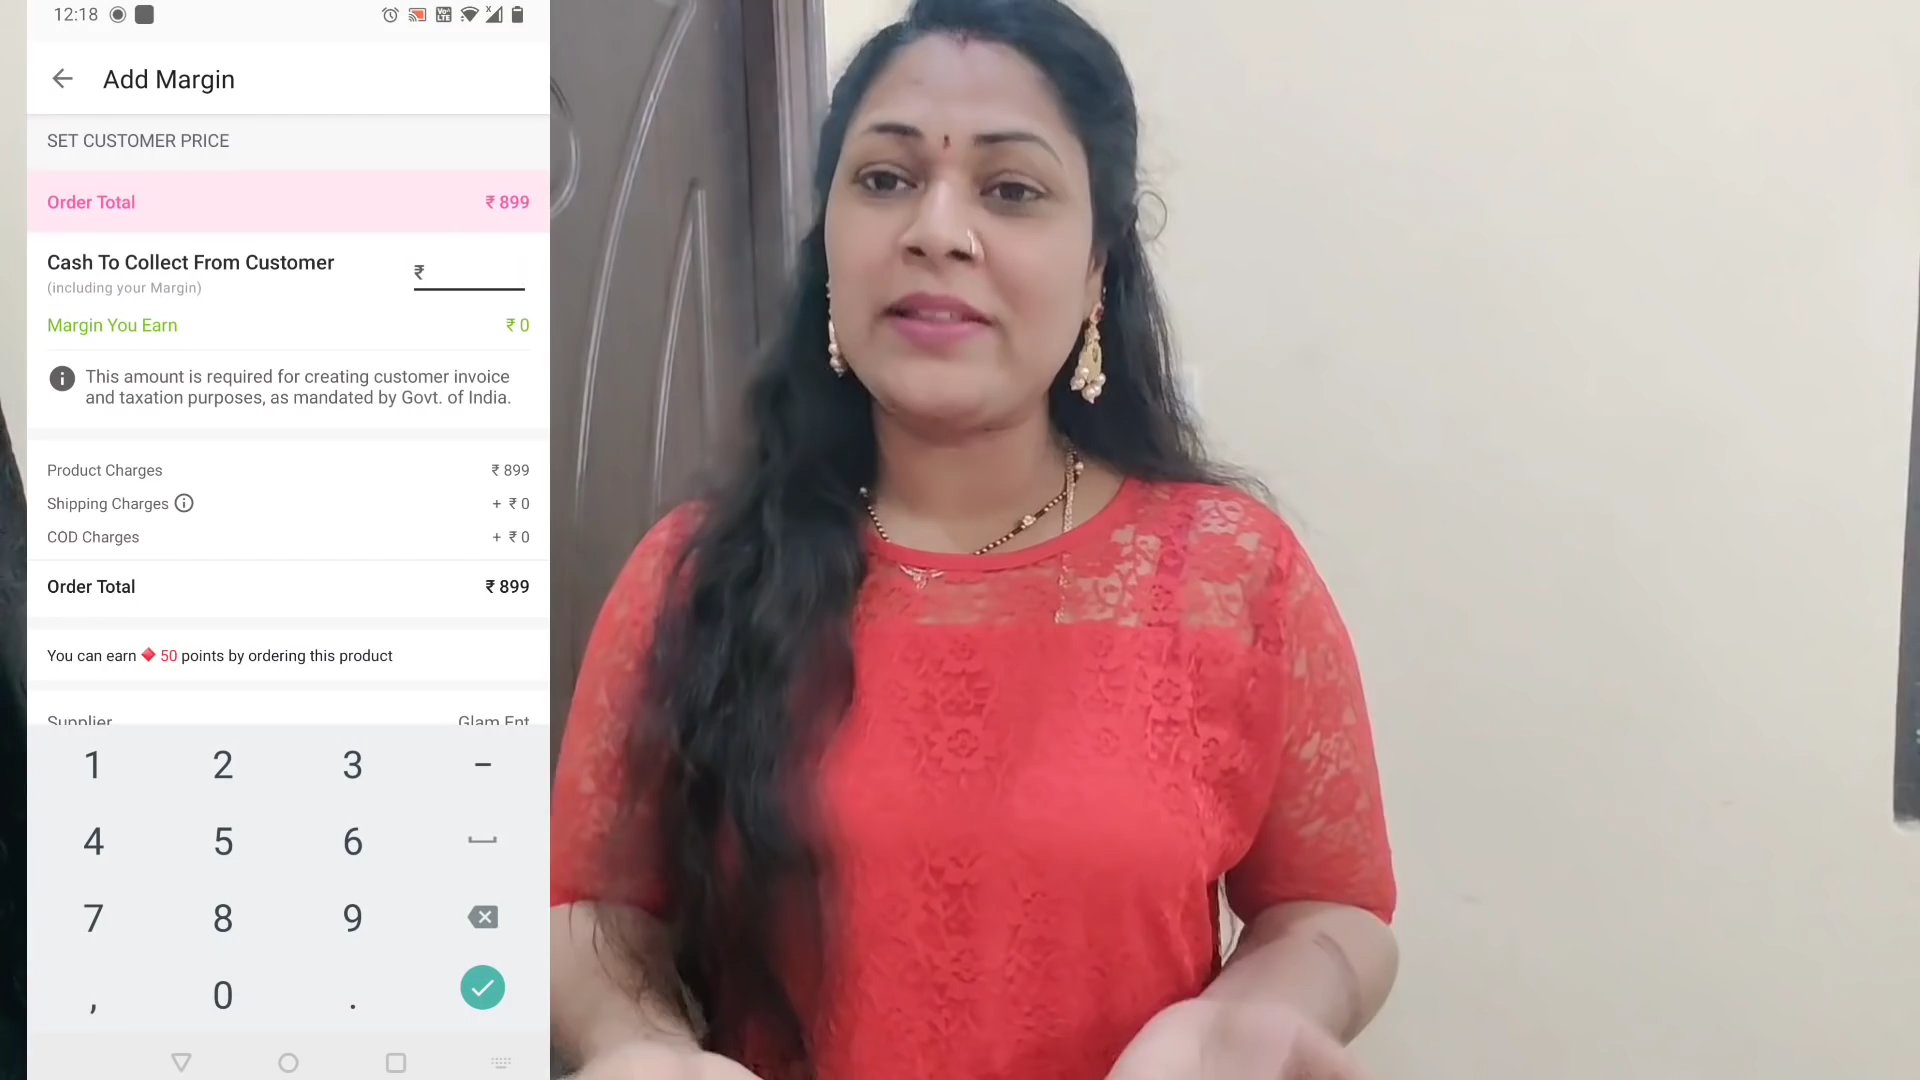 12:18
Add Margin
SET CUSTOMER PRICE
Order Total ₹ 899
Cash To Collect From Customer ₹
(including your Margin)
Margin You Earn ₹ 0
This amount is required for creating customer invoice
and taxation purposes, as mandated by Govt. of India.
Product Charges ₹ 899
Shipping Charges + ₹ 0
COD Charges + ₹ 0
Order Total ₹ 899
You can earn 50 points by ordering this product
Supplier Glam Ent
1 2 3 -
4 5 6
7 8 9
, 0 .